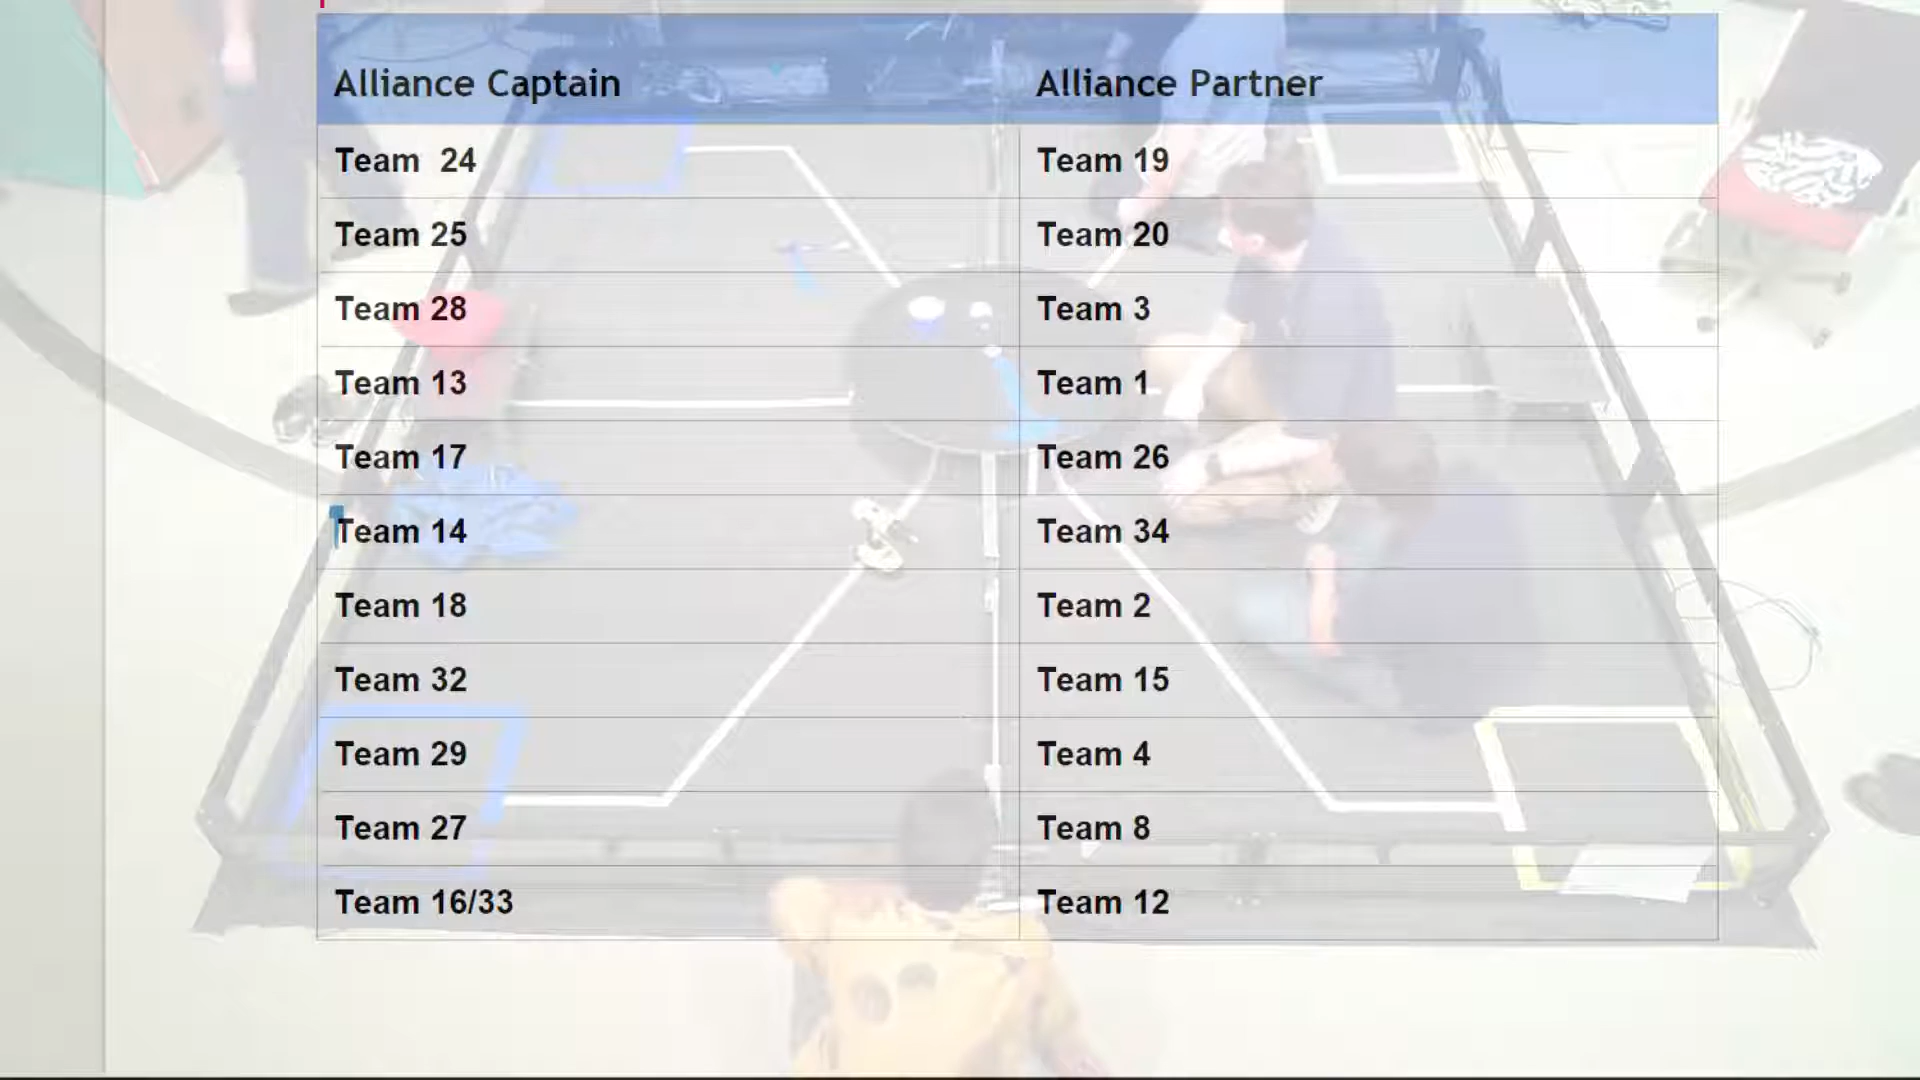 Alliance Captain Alliance Partner
Team 24 Team 19
Team 25 Team 20
Team 28 Team 3
Team 13 Team 1
Team 17 Team 26
Team 14 Team 34
Team 18 Team 2
Team 32 Team 15
Team 29 Team 4
Team 27 Team 8
Team 16/33 Team 12